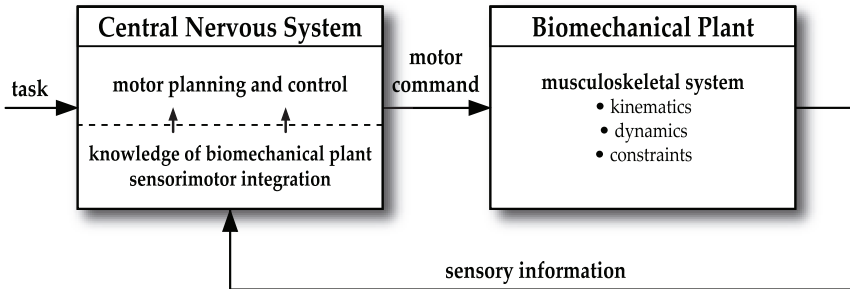 Central Nervous System
Biomechanical Plant
task
motor planning and control
knowledge of biomechanical plant
sensorimotor integration
motor
command
musculoskeletal system
• kinematics
• dynamics
• constraints
sensory information